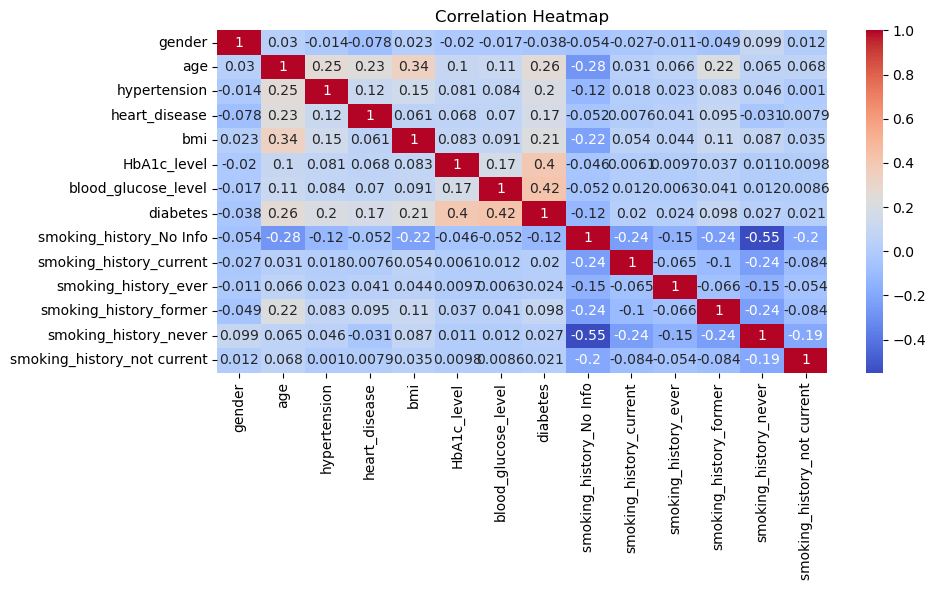 Correlation Heatmap
gender 1 0.03 -0.014 -0.078 0.023 -0.02 -0.017 -0.038 -0.054 -0.027 -0.011 -0.049 0.099 0.012
age 0.03 1 0.25 0.23 0.34 0.1 0.11 0.26 -0.28 0.031 0.066 0.22 0.065 0.068
hypertension -0.014 0.25 1 0.12 0.15 0.081 0.084 0.2 -0.12 0.018 0.023 0.083 0.046 0.001
heart_disease -0.078 0.23 0.12 1 0.061 0.068 0.07 0.17 -0.052 0.0076 0.041 0.095 -0.031 0.0079
bmi 0.023 0.34 0.15 0.061 1 0.083 0.091 0.21 -0.22 0.054 0.044 0.11 0.087 0.035
HbA1c_level -0.02 0.1 0.081 0.068 0.083 1 0.17 0.4 -0.046 0.0061 0.0097 0.037 0.011 0.0098
blood_glucose_level -0.017 0.11 0.084 0.07 0.091 0.17 1 0.42 -0.052 0.012 0.0063 0.041 0.012 0.0086
diabetes -0.038 0.26 0.2 0.17 0.21 0.4 0.42 1 -0.12 0.02 0.024 0.098 0.027 0.021
smoking_history_No Info -0.054 -0.28 -0.12 -0.052 -0.22 -0.046 -0.052 -0.12 1 -0.24 -0.15 -0.24 -0.55 -0.2
smoking_history_current -0.027 0.031 0.018 0.0076 0.054 0.0061 0.012 0.02 -0.24 1 -0.065 -0.1 -0.24 -0.084
smoking_history_ever -0.011 0.066 0.023 0.041 0.044 0.0097 0.0063 0.024 -0.15 -0.065 1 -0.066 -0.15 -0.054
smoking_history_former -0.049 0.22 0.083 0.095 0.11 0.037 0.041 0.098 -0.24 -0.1 -0.066 1 -0.24 -0.084
smoking_history_never 0.099 0.065 0.046 -0.031 0.087 0.011 0.012 0.027 -0.55 -0.24 -0.15 -0.24 1 -0.19
smoking_history_not current 0.012 0.068 0.001 0.0079 0.035 0.0098 0.0086 0.021 -0.2 -0.084 -0.054 -0.084 -0.19 1
gender
age
hypertension
heart_disease
bmi
HbA1c_level
blood_glucose_level
diabetes
smoking_history_No Info
smoking_history_current
smoking_history_ever
smoking_history_former
smoking_history_never
smoking_history_not current
1.0
0.8
0.6
0.4
0.2
0.0
−0.2
−0.4